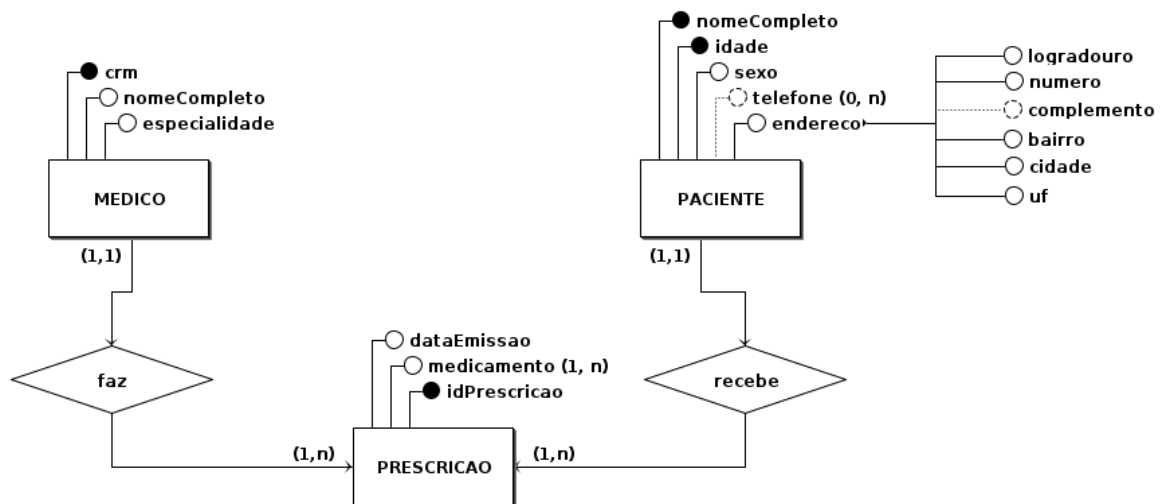 nomeCompleto
idade
sexo
telefone (0, n)
endereco
logradouro
numero
complemento
bairro
cidade
uf
crm
nomeCompleto
especialidade
MEDICO
PACIENTE
(1,1)
(1,1)
faz
recebe
dataEmissao
medicamento (1, n)
idPrescricao
(1,n)
(1,n)
PRESCRICAO